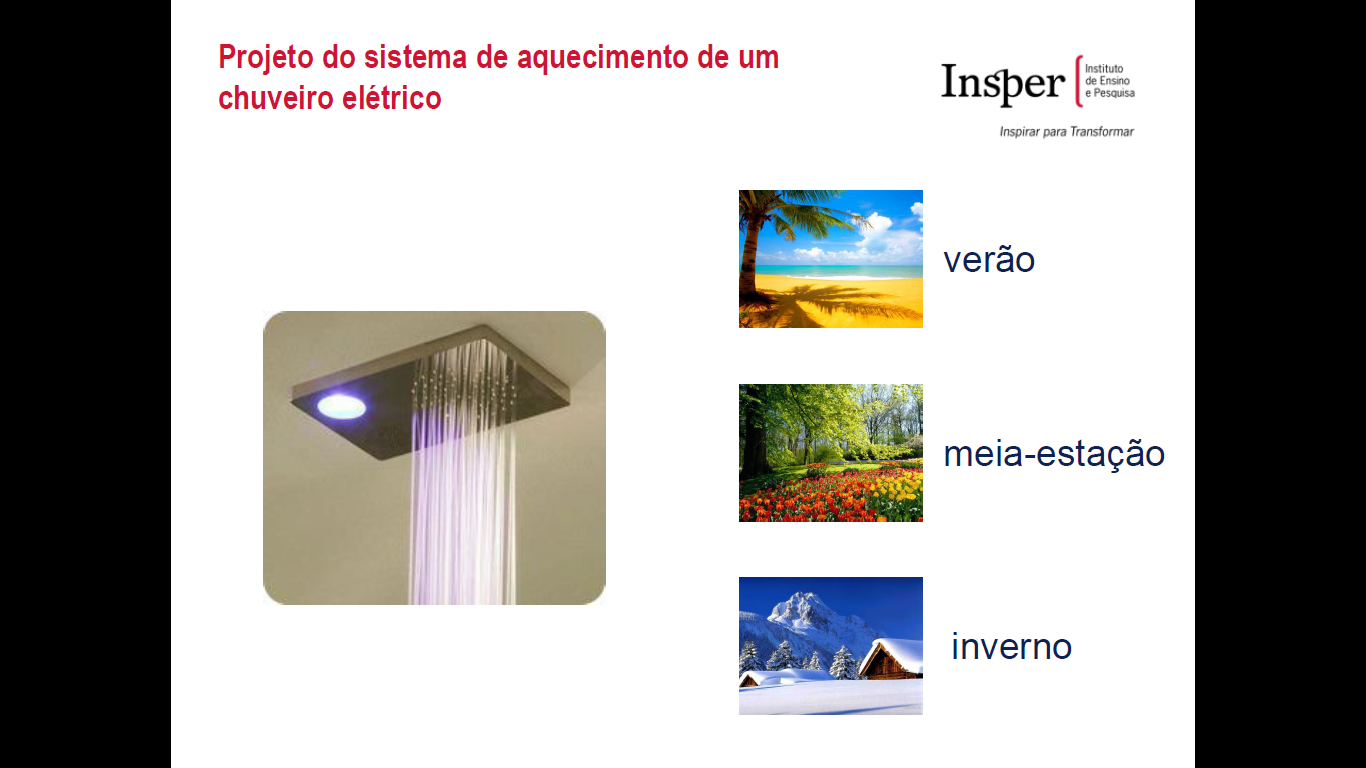 Projeto do sistema de aquecimento de um
chuveiro elétrico
Insper
Instituto
de Ensino
e Pesquisa
Inspirar para Transformar
verão
meia-estação
inverno